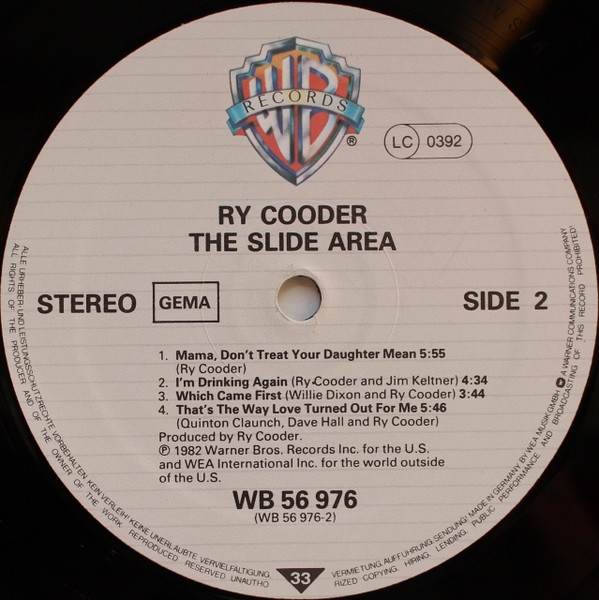 WB
RECORDS
®
LC 0392
RY COODER
THE SLIDE AREA
STEREO GEMA SIDE 2
1. Mama, Don't Treat Your Daughter Mean 5:55
(Ry Cooder)
2. I'm Drinking Again (Ry Cooder and Jim Keltner) 4:34
3. Which Came First (Willie Dixon and Ry Cooder) 3:44
4. That's The Way Love Turned Out For Me 5:46
(Quinton Claunch, Dave Hall and Ry Cooder)
Produced by Ry Cooder.
℗ 1982 Warner Bros. Records Inc. for the U.S.
and WEA International Inc. for the world outside
of the U.S.
WB 56 976
(WB 56 976-2)
33
ALLE URHEBER- UND LEISTUNGSSCHUTZRECHTE VORBEHALTEN. KEIN VERLEIH! KEINE UNERLAUBTE VERVIELFÄLTIGUNG, VERMIETUNG, AUFFÜHRUNG, SENDUNG! MADE IN GERMANY BY WEA MUSIK GMBH. A WARNER COMMUNICATIONS COMPANY
ALL RIGHTS OF THE PRODUCER AND OF THE OWNER OF THE WORK REPRODUCED RESERVED. UNAUTHORIZED COPYING, HIRING, LENDING, PUBLIC PERFORMANCE AND BROADCASTING OF THIS RECORD PROHIBITED!